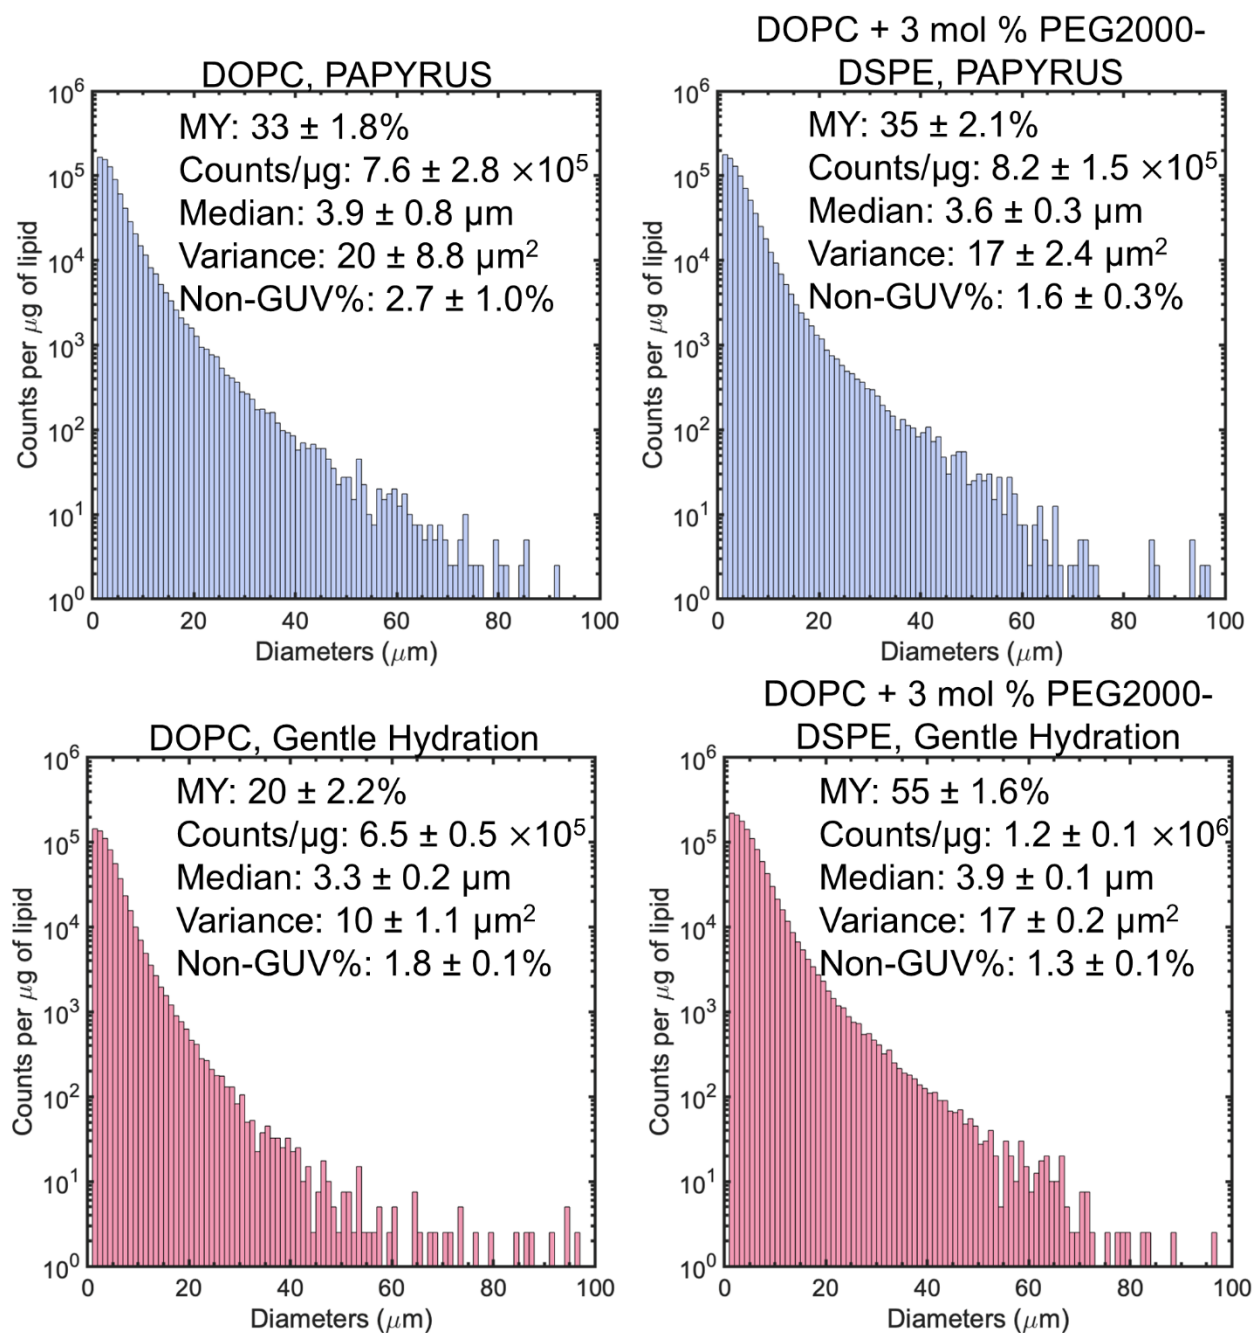 DOPC, PAPYRUS
10⁶
10⁵
10⁴
10³
10²
10¹
10⁰
Counts per μg of lipid
MY: 33 ± 1.8%
Counts/μg: 7.6 ± 2.8 ×10⁵
Median: 3.9 ± 0.8 μm
Variance: 20 ± 8.8 μm²
Non-GUV%: 2.7 ± 1.0%
0 20 40 60 80 100
Diameters (μm)
DOPC + 3 mol % PEG2000-
DSPE, PAPYRUS
10⁶
10⁵
10⁴
10³
10²
10¹
10⁰
Counts per μg of lipid
MY: 35 ± 2.1%
Counts/μg: 8.2 ± 1.5 ×10⁵
Median: 3.6 ± 0.3 μm
Variance: 17 ± 2.4 μm²
Non-GUV%: 1.6 ± 0.3%
0 20 40 60 80 100
Diameters (μm)
DOPC, Gentle Hydration
10⁶
10⁵
10⁴
10³
10²
10¹
10⁰
Counts per μg of lipid
MY: 20 ± 2.2%
Counts/μg: 6.5 ± 0.5 ×10⁵
Median: 3.3 ± 0.2 μm
Variance: 10 ± 1.1 μm²
Non-GUV%: 1.8 ± 0.1%
0 20 40 60 80 100
Diameters (μm)
DOPC + 3 mol % PEG2000-
DSPE, Gentle Hydration
10⁶
10⁵
10⁴
10³
10²
10¹
10⁰
Counts per μg of lipid
MY: 55 ± 1.6%
Counts/μg: 1.2 ± 0.1 ×10⁶
Median: 3.9 ± 0.1 μm
Variance: 17 ± 0.2 μm²
Non-GUV%: 1.3 ± 0.1%
0 20 40 60 80 100
Diameters (μm)